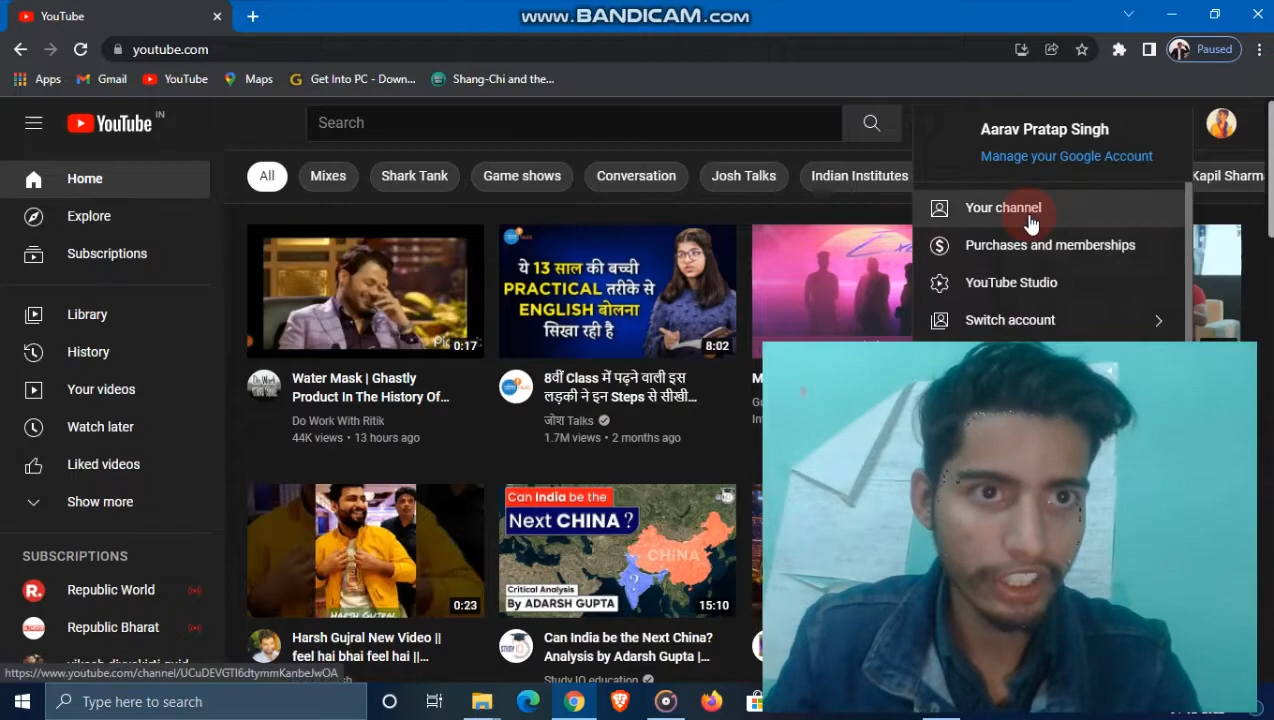 YouTube
www.BANDICAM.com
youtube.com
Paused
Apps
Gmail
YouTube
Maps
Get Into PC - Down...
Shang-Chi and the...
YouTube
IN
Search
Aarav Pratap Singh
Manage your Google Account
Home
Explore
Subscriptions
Library
History
Your videos
Watch later
Liked videos
Show more
SUBSCRIPTIONS
Republic World
Republic Bharat
All
Mixes
Shark Tank
Game shows
Conversation
Josh Talks
Indian Institutes
Kapil Sharm
Your channel
Purchases and memberships
YouTube Studio
Switch account
0:17
Water Mask | Ghastly
Product In The History Of...
Do Work With Ritik
44K views • 13 hours ago
ये 13 साल की बच्ची
PRACTICAL तरीके से
ENGLISH बोलना
सिखा रही है
8:02
8वीं Class में पढ़ने वाली इस
लड़की ने इन Steps से सीखी...
जोश Talks
1.7M views • 2 months ago
HARSH GUJRAL
0:23
Harsh Gujral New Video ||
feel hai bhai feel hai ||...
Can India be the
Next CHINA?
CHINA
?
Critical Analysis
By ADARSH GUPTA
15:10
Can India be the Next China?
Analysis by Adarsh Gupta |...
Study IQ education
https://www.youtube.com/channel/UCuDEVGTI6dtymmKanbeJwOA
Type here to search